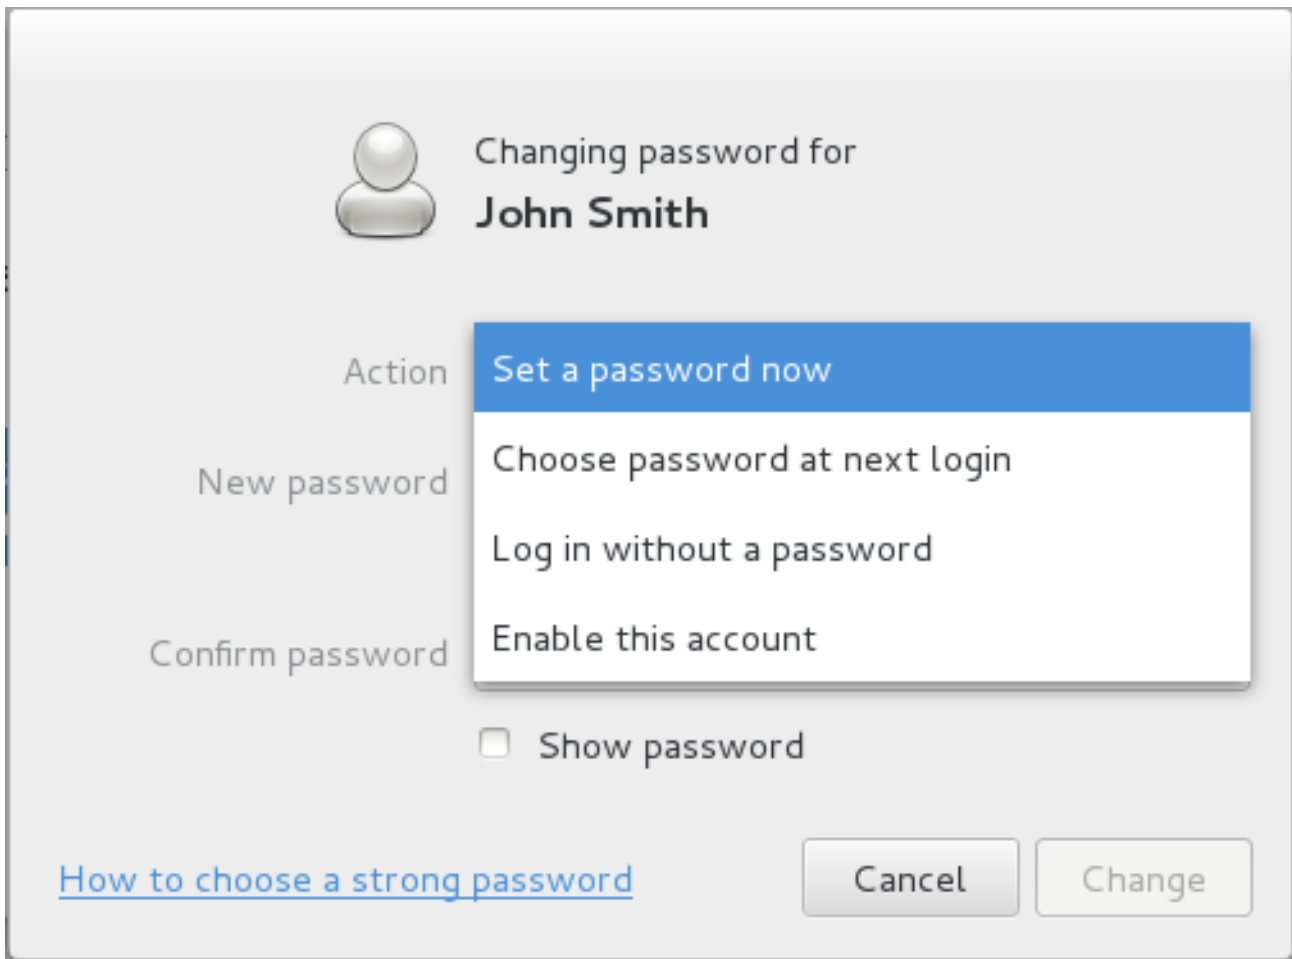 Changing password for
John Smith
Action
Set a password now
Choose password at next login
New password
Log in without a password
Enable this account
Confirm password
Show password
How to choose a strong password
Cancel
Change